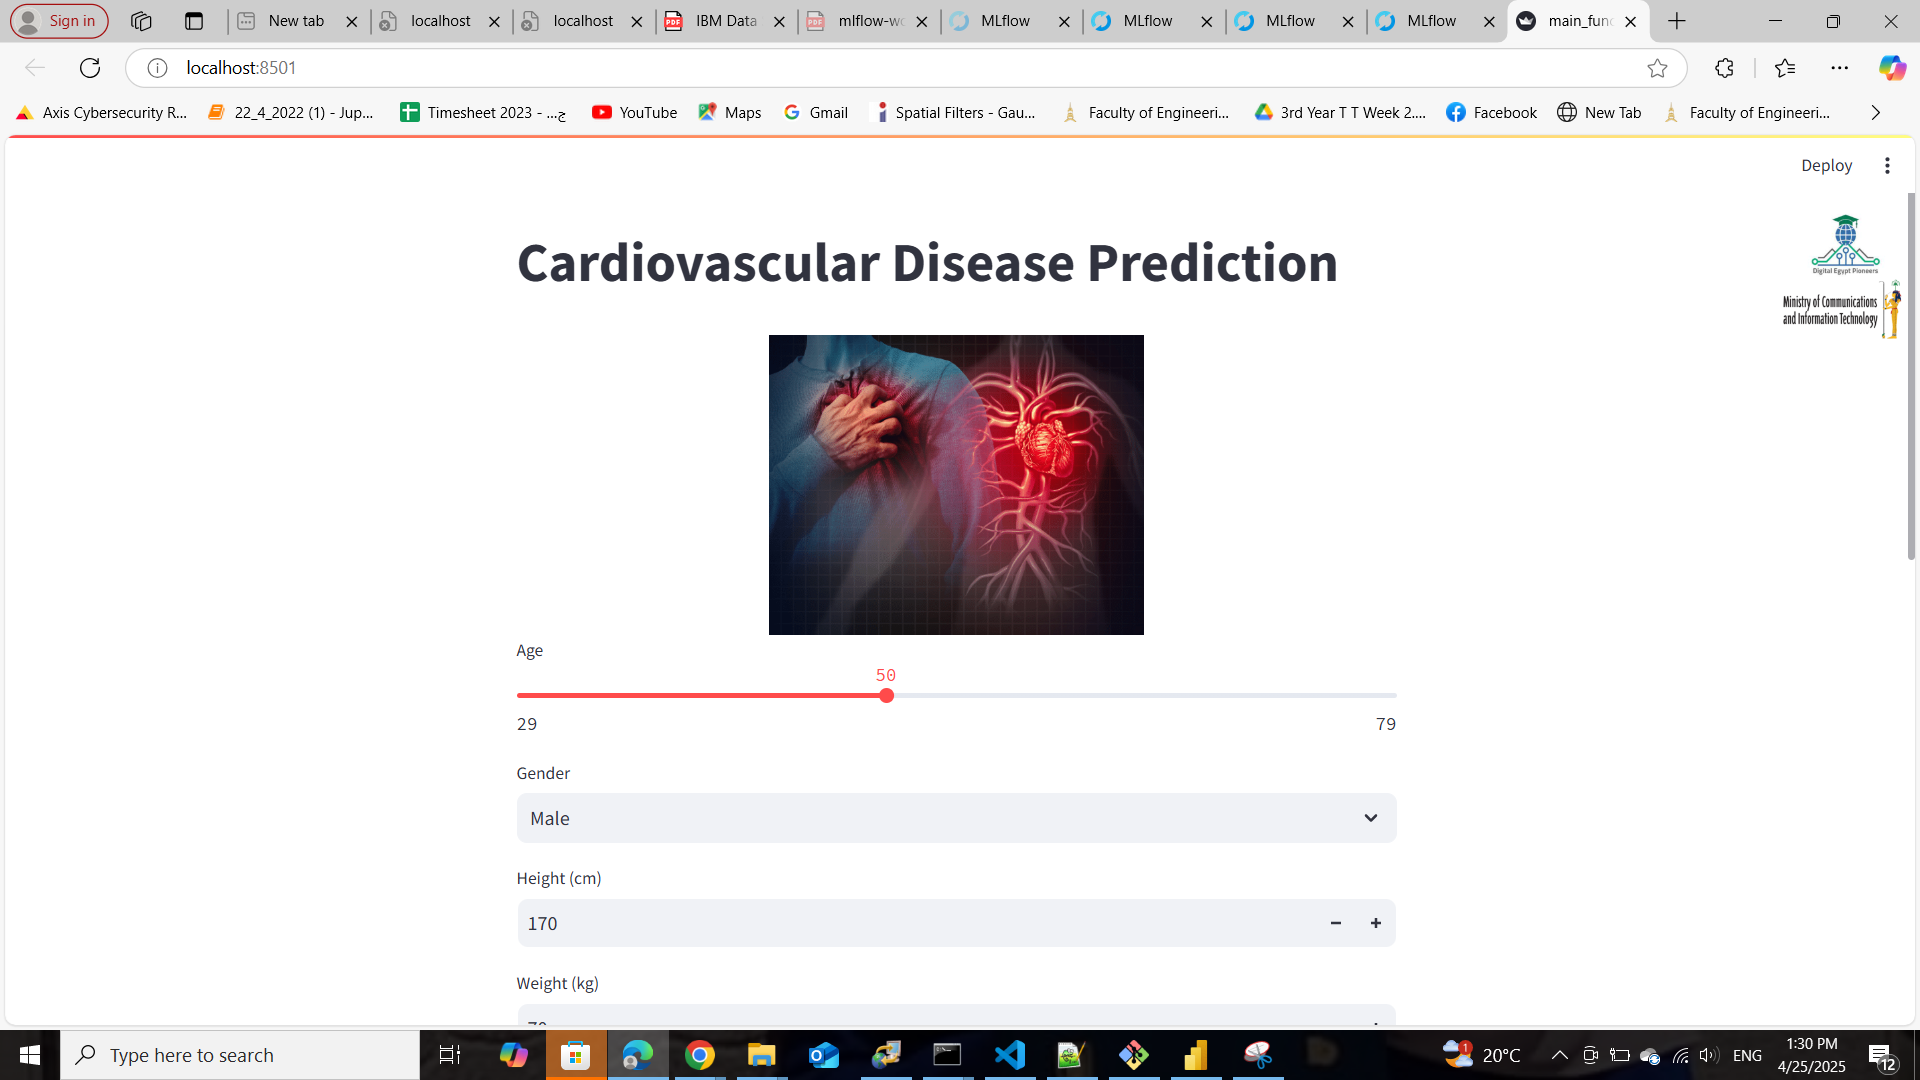 Sign in
New tab
localhost
localhost
IBM Data
mlflow-wo
MLflow
MLflow
MLflow
MLflow
main_func
localhost:8501
Axis Cybersecurity R...
22_4_2022 (1) - Jup...
Timesheet 2023 - ...ح
YouTube
Maps
Gmail
Spatial Filters - Gau...
Faculty of Engineeri...
3rd Year T T Week 2....
Facebook
New Tab
Faculty of Engineeri...
Deploy
Digital Egypt Pioneers
Ministry of Communications
and Information Technology
Cardiovascular Disease Prediction
Age
50
29
79
Gender
Male
Height (cm)
170
Weight (kg)
Type here to search
1
20°C
ENG
1:30 PM
4/25/2025
12